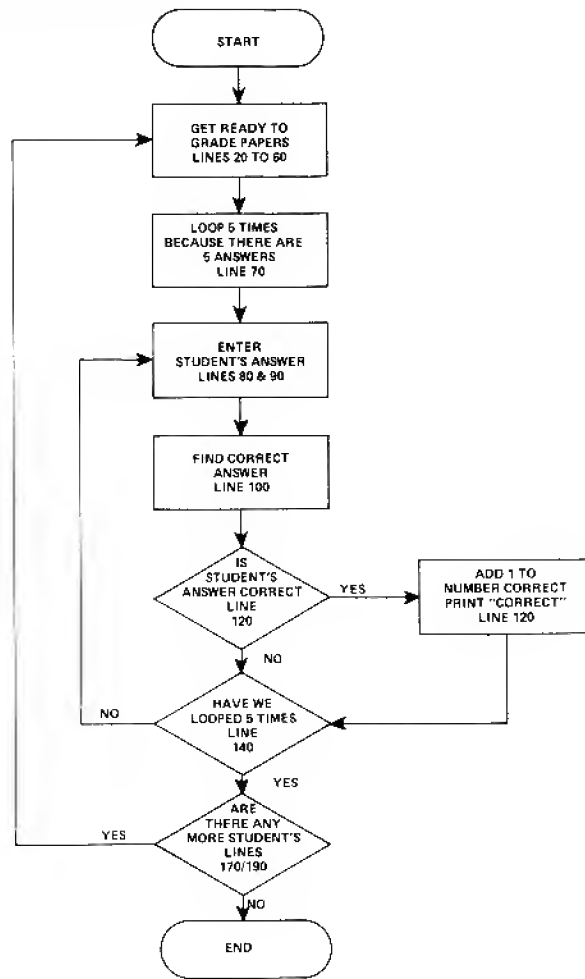 START
GET READY TO
GRADE PAPERS
LINES 20 TO 60
LOOP 5 TIMES
BECAUSE THERE ARE
5 ANSWERS
LINE 70
ENTER
STUDENT'S ANSWER
LINES 80 & 90
FIND CORRECT
ANSWER
LINE 100
IS
STUDENT'S
ANSWER CORRECT
LINE
120
YES
ADD 1 TO
NUMBER CORRECT
PRINT "CORRECT"
LINE 120
NO
HAVE WE
LOOPED 5 TIMES
LINE
140
NO
YES
ARE
THERE ANY
MORE STUDENT'S
LINES
170/190
YES
NO
END